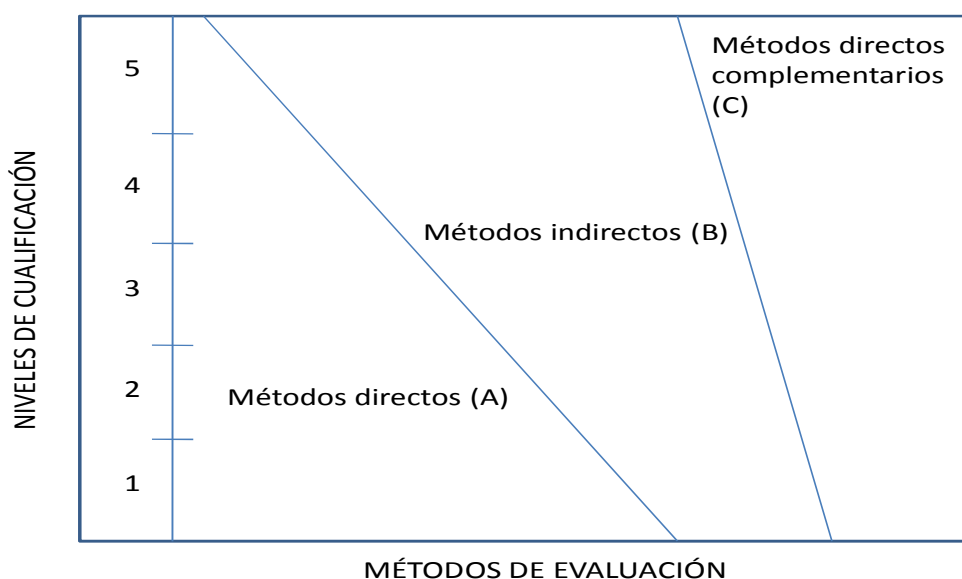 NIVELES DE CUALIFICACIÓN
5
4
3
2
1
Métodos directos
complementarios
(C)
Métodos indirectos (B)
Métodos directos (A)
MÉTODOS DE EVALUACIÓN